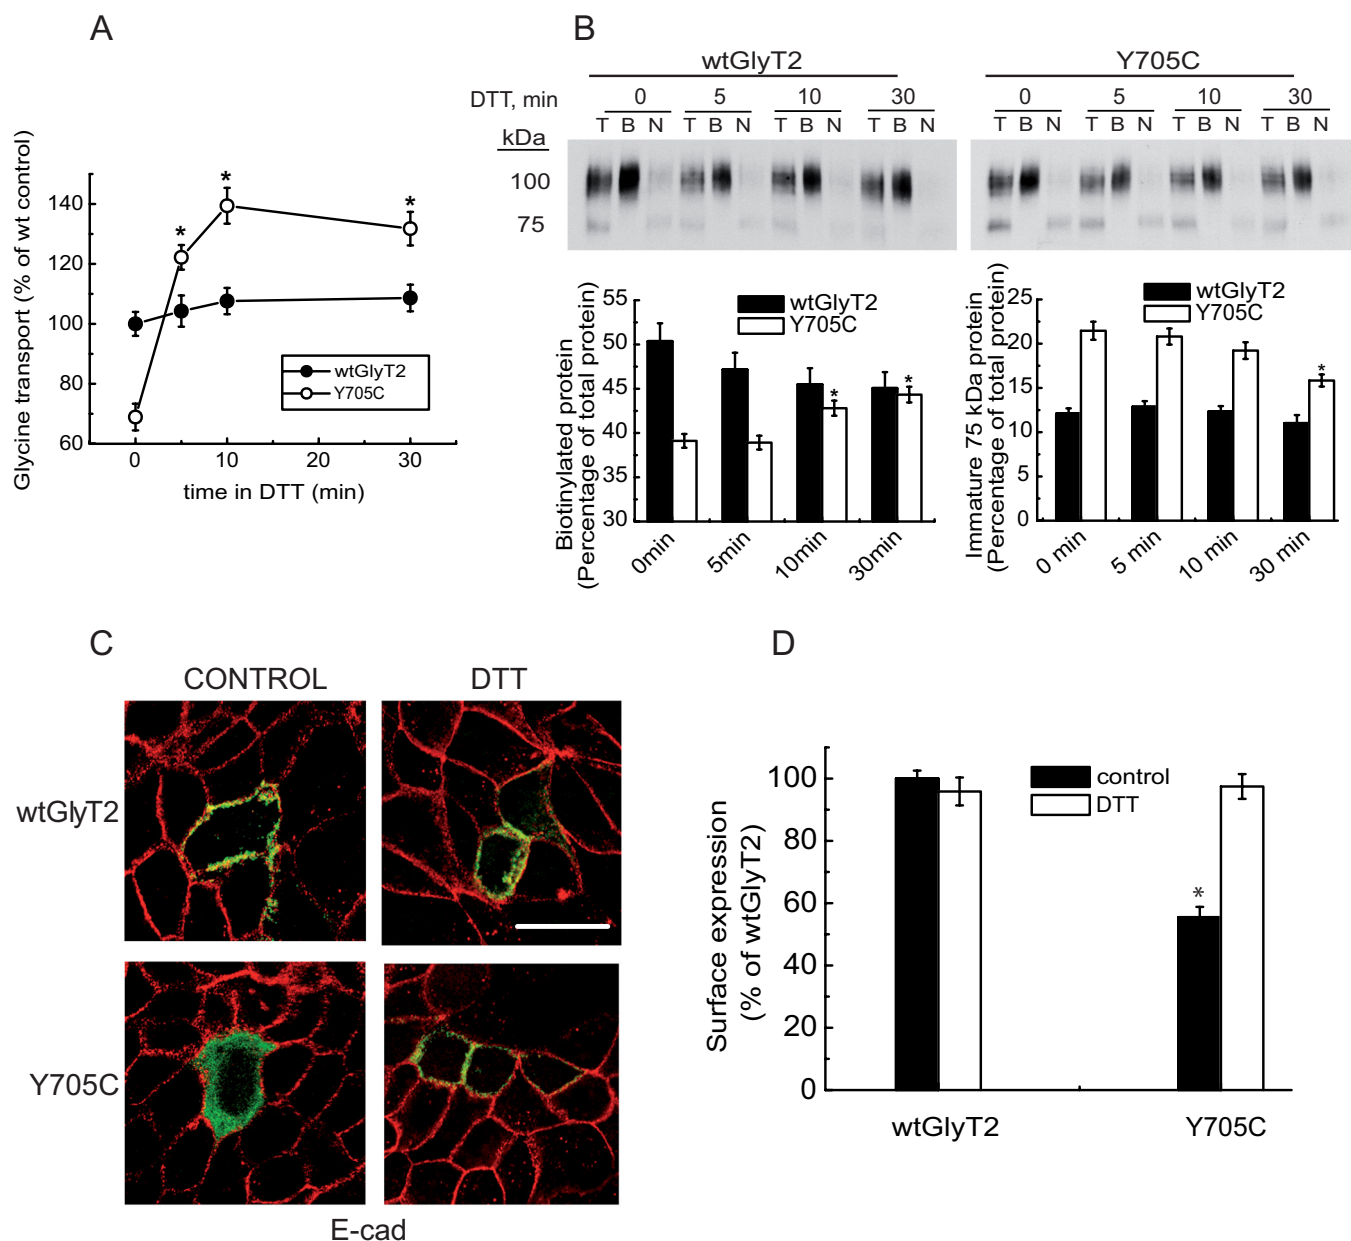 A
Glycine transport (% of wt control)
140
120
100
80
60
0
10
20
30
time in DTT (min)
wtGlyT2
Y705C
*
*
*
B
wtGlyT2
Y705C
DTT, min
0
5
10
30
0
5
10
30
T B N
T B N
T B N
T B N
T B N
T B N
T B N
T B N
kDa
100
75
Biotinylated protein
(Percentage of total protein)
55
50
45
40
35
30
wtGlyT2
Y705C
*
*
0min
5min
10min
30min
Immature 75 kDa protein
(Percentage of total protein)
25
20
15
10
5
0
wtGlyT2
Y705C
*
0 min
5 min
10 min
30 min
C
CONTROL
DTT
wtGlyT2
Y705C
E-cad
D
Surface expression
(% of wtGlyT2)
100
80
60
40
20
0
control
DTT
*
wtGlyT2
Y705C